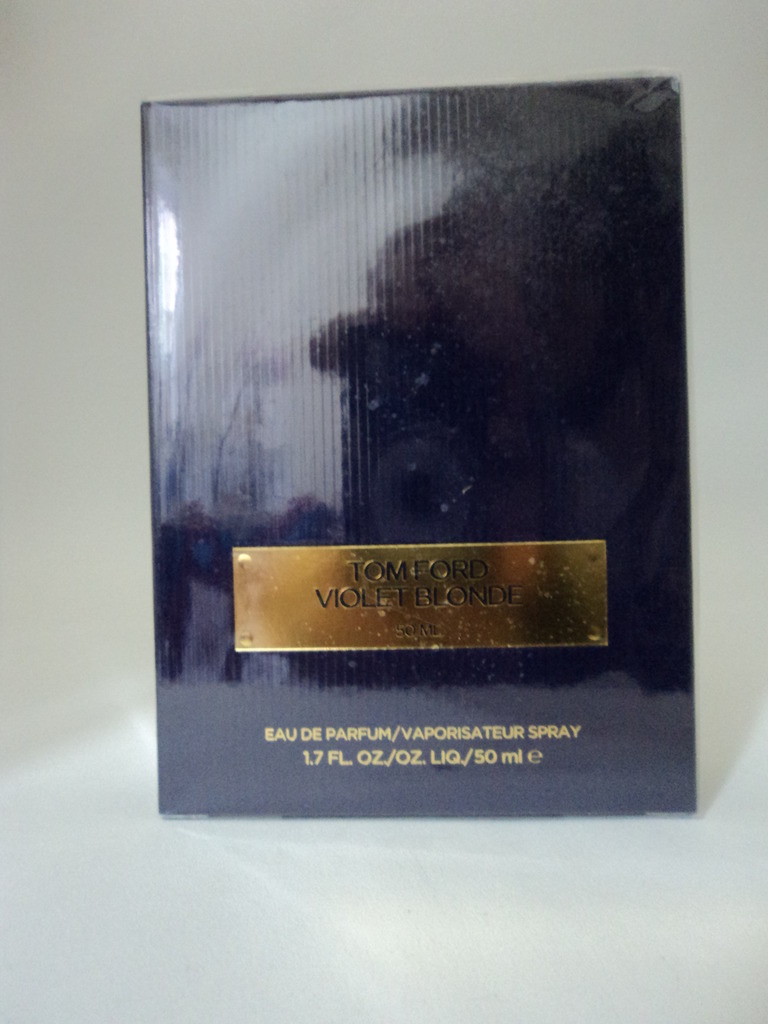 TOM FORD
VIOLET BLONDE
50 ML
EAU DE PARFUM/VAPORISATEUR SPRAY
1.7 FL. OZ./OZ. LIQ./50 ml ℮